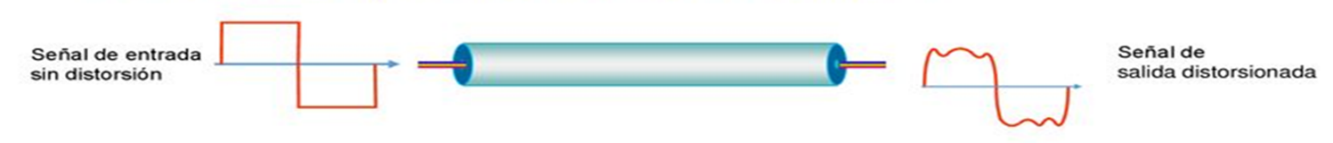 Señal de entrada
sin distorsión
Señal de
salida distorsionada